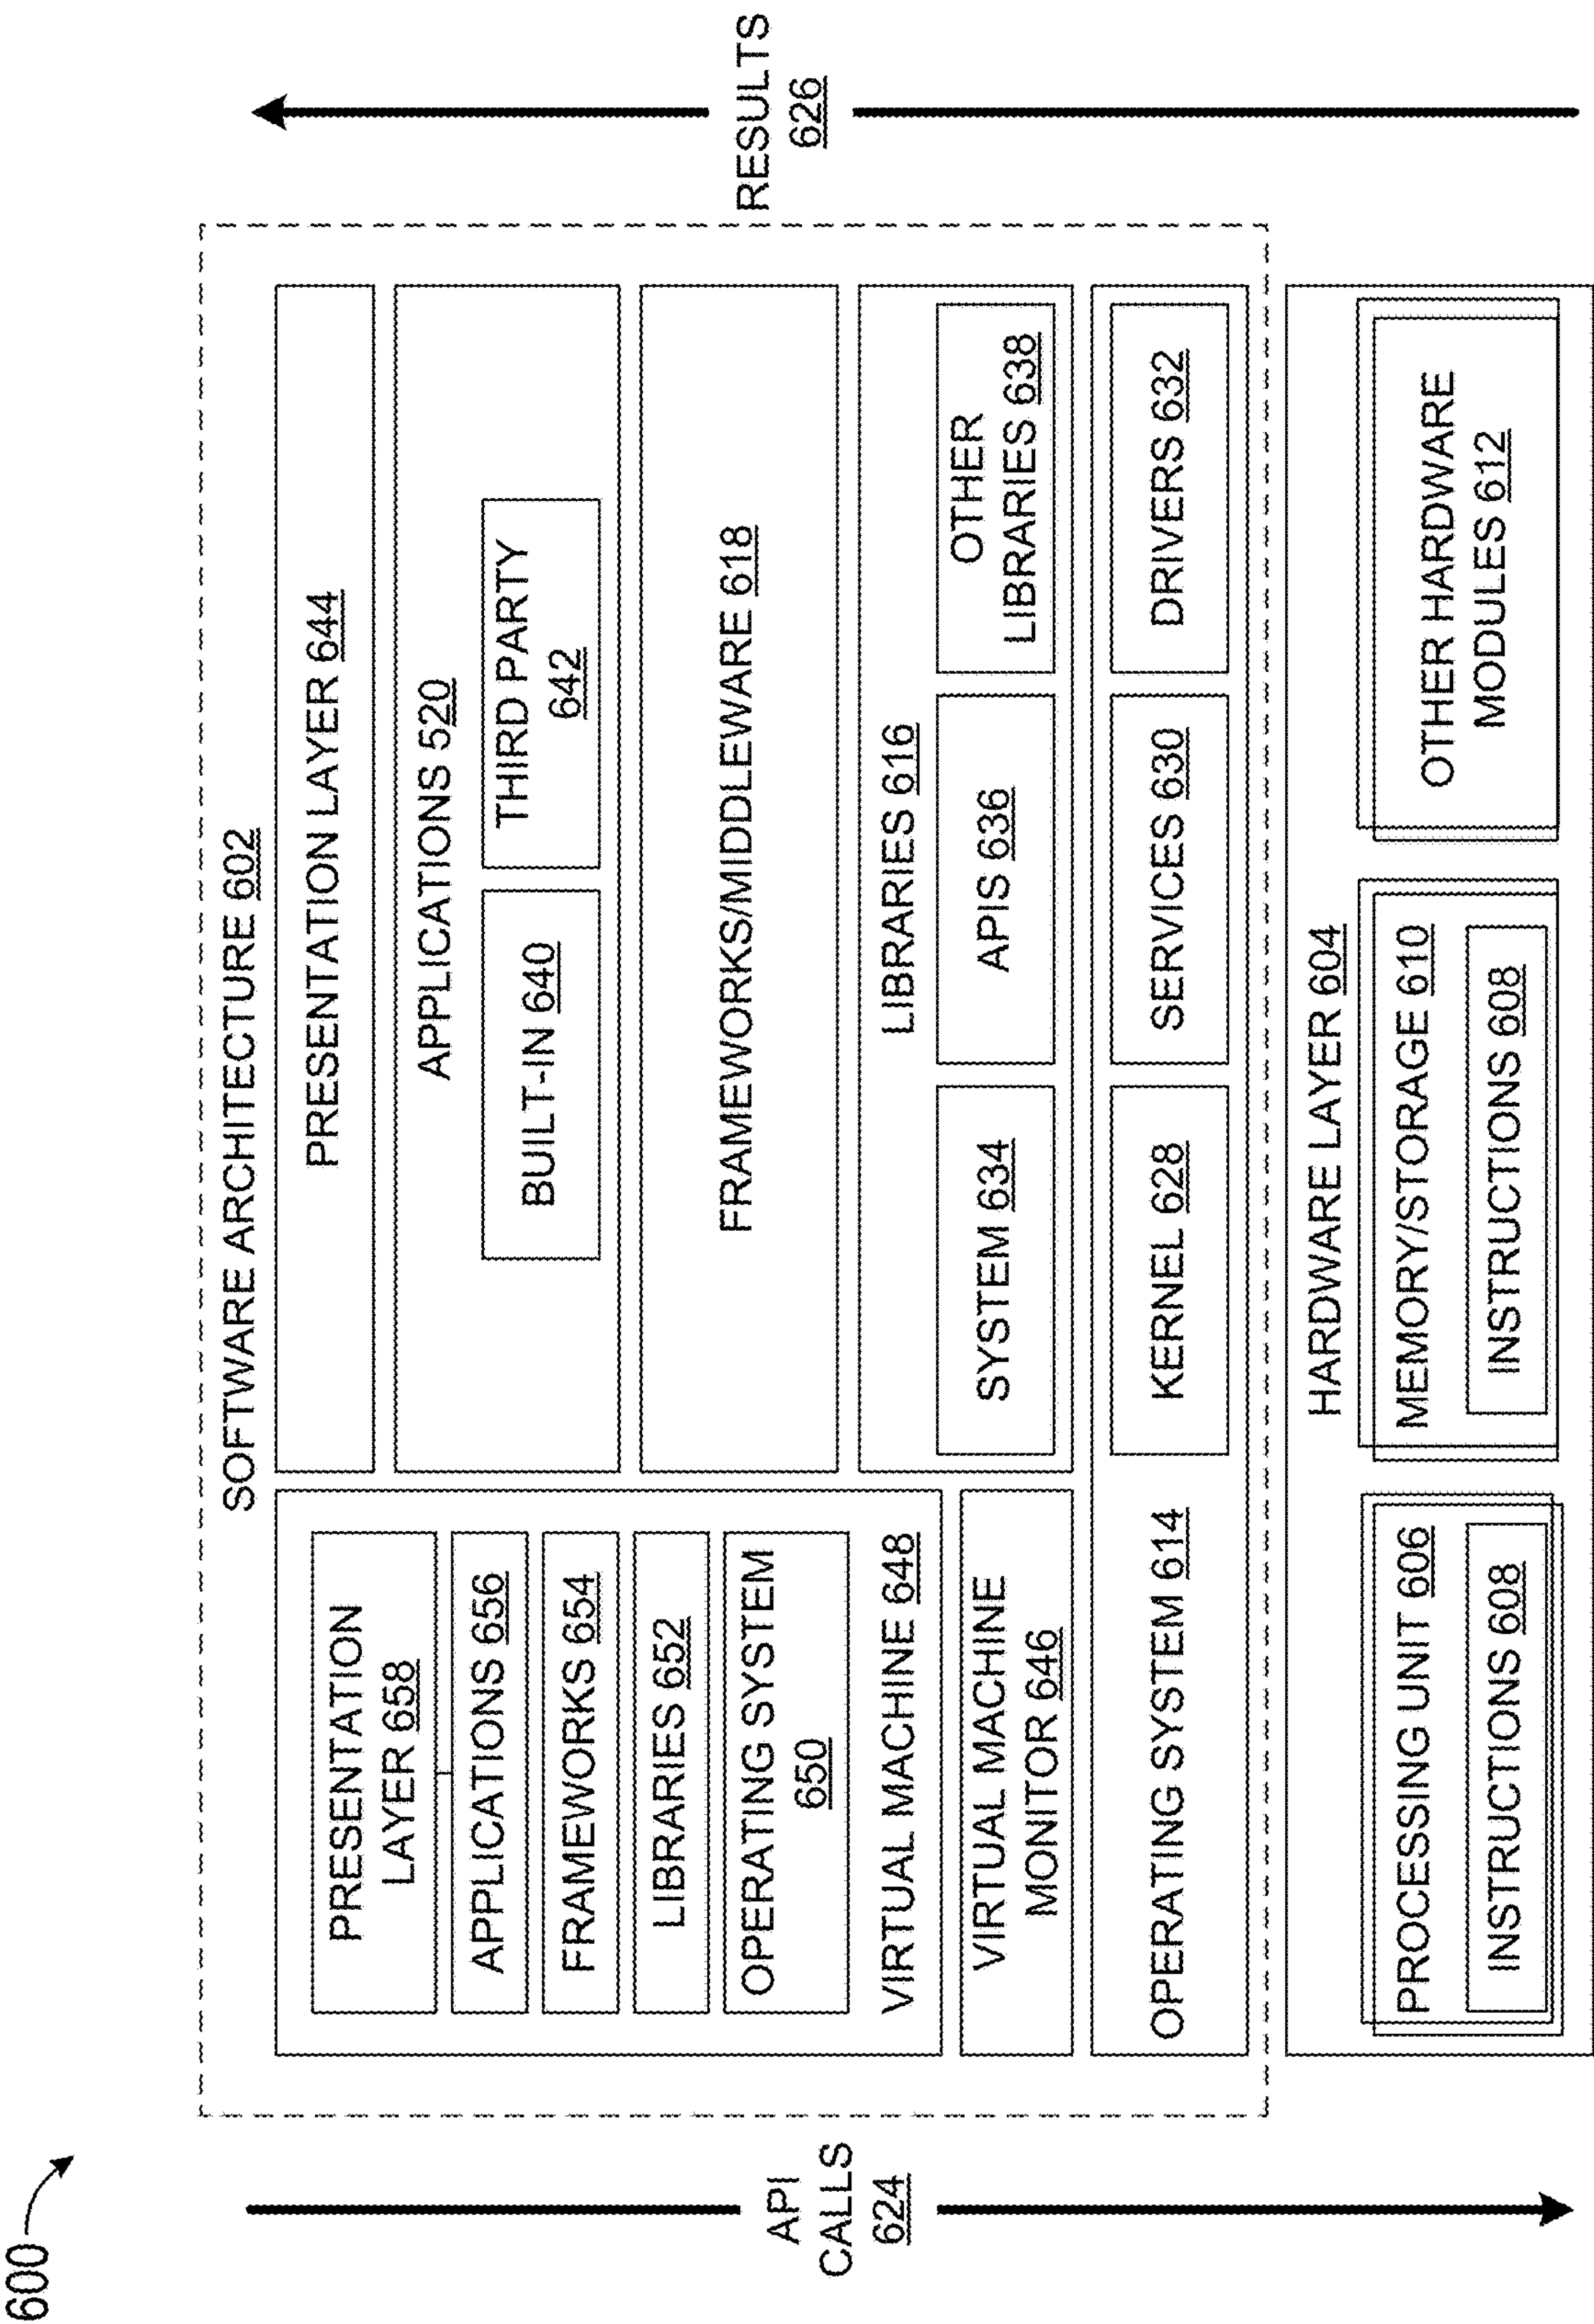 600
SOFTWARE ARCHITECTURE 602
PRESENTATION
LAYER 658
APPLICATIONS 656
FRAMEWORKS 654
LIBRARIES 652
OPERATING SYSTEM
650
VIRTUAL MACHINE 648
VIRTUAL MACHINE
MONITOR 646
PRESENTATION LAYER 644
APPLICATIONS 520
BUILT-IN 640
THIRD PARTY
642
FRAMEWORKS/MIDDLEWARE 618
LIBRARIES 616
SYSTEM 634
APIS 636
OTHER
LIBRARIES 638
OPERATING SYSTEM 614
KERNEL 628
SERVICES 630
DRIVERS 632
HARDWARE LAYER 604
PROCESSING UNIT 606
INSTRUCTIONS 608
MEMORY/STORAGE 610
INSTRUCTIONS 608
OTHER HARDWARE
MODULES 612
API
CALLS
624
RESULTS
626